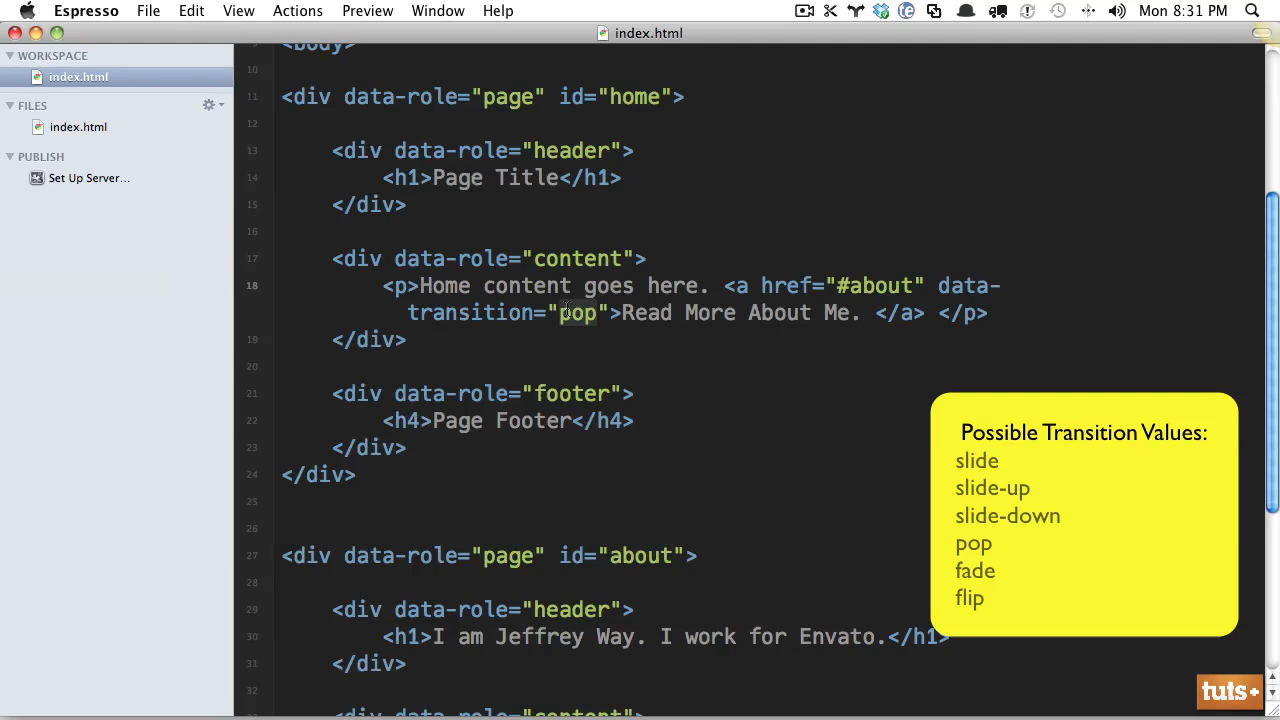 Espresso File Edit View Actions Preview Window Help Mon 8:31 PM
index.html
WORKSPACE
index.html
FILES
index.html
PUBLISH
Set Up Server...
9 <body>
10
11 <div data-role="page" id="home">
12
13 <div data-role="header">
14 <h1>Page Title</h1>
15 </div>
16
17 <div data-role="content">
18 <p>Home content goes here. <a href="#about" data-
transition="pop">Read More About Me. </a> </p>
19 </div>
20
21 <div data-role="footer">
22 <h4>Page Footer</h4>
23 </div>
24 </div>
25
26
27 <div data-role="page" id="about">
28
29 <div data-role="header">
30 <h1>I am Jeffrey Way. I work for Envato.</h1>
31 </div>
32
33 <div data-role="content">
Possible Transition Values:
slide
slide-up
slide-down
pop
fade
flip
tuts+